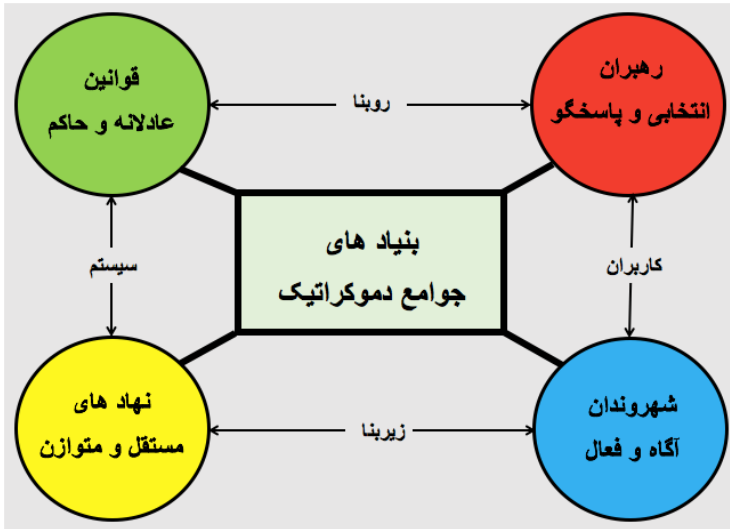 رهبران
انتخابی و پاسخگو
روبنا
قوانین
عادلانه و حاکم
بنیاد های
جوامع دموکراتیک
کاربران
سیستم
شهروندان
آگاه و فعال
زیربنا
نهاد های
مستقل و متوازن